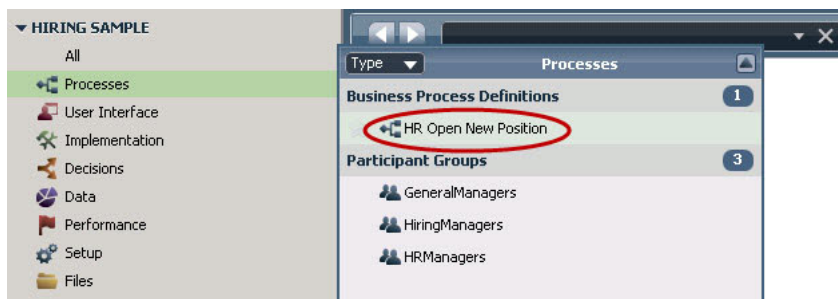 HIRING SAMPLE
All
Processes
User Interface
Implementation
Decisions
Data
Performance
Setup
Files
Type
Processes
Business Process Definitions 1
HR Open New Position
Participant Groups 3
GeneralManagers
HiringManagers
HRManagers